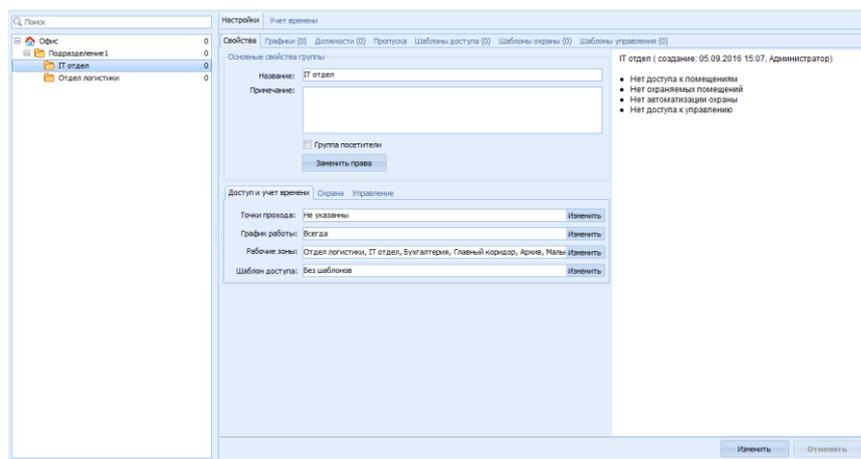 Поиск
Офис 0
Подразделение1 0
IT отдел 0
Отдел логистики 0
Настройки Учет времени
Свойства Графики (0) Должности (0) Пропуска Шаблоны доступа (0) Шаблоны охраны (0) Шаблоны управления (0)
Основные свойства группы
Название: IT отдел
Примечание:
Группа посетители
Заменить права
Доступ и учет времени Охрана Управление
Точки прохода: Не указанны Изменить
График работы: Всегда Изменить
Рабочие зоны: Отдел логистики, IT отдел, Бухгалтерия, Главный коридор, Архив, Малы Изменить
Шаблон доступа: Без шаблонов Изменить
IT отдел ( создание: 05.09.2016 15:07, Администратор)
Нет доступа к помещениям
Нет охраняемых помещений
Нет автоматизации охраны
Нет доступа к управлению
Изменить Отменить